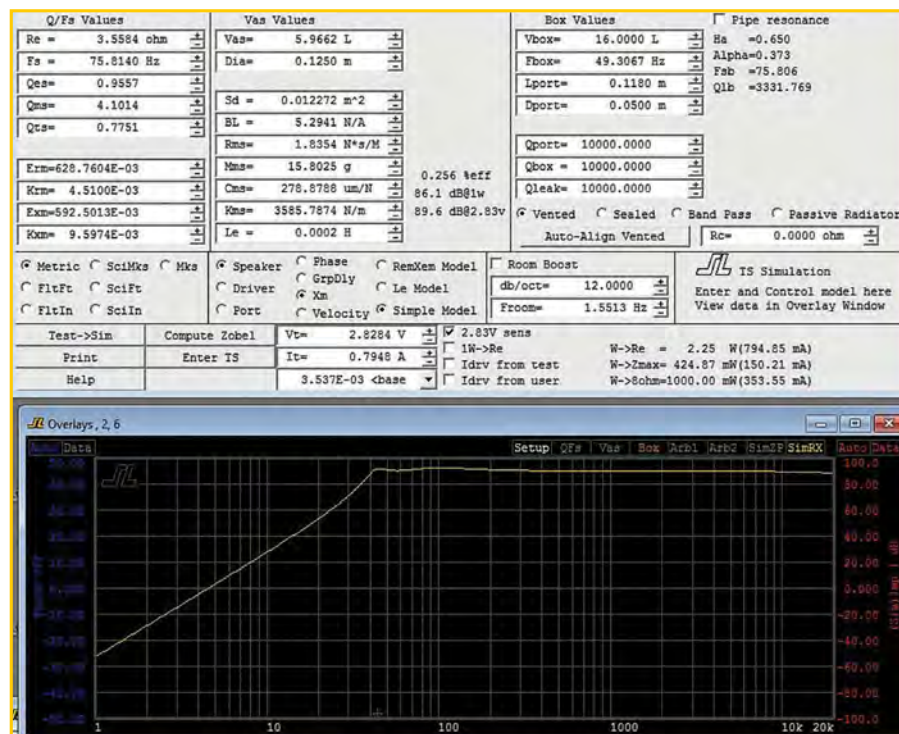 Q/Fs Values
Re = 3.5584 ohm
Fs = 75.8140 Hz
Qes= 0.9557
Qms= 4.1014
Qts= 0.7751
Erm=628.7604E-03
Krm= 4.5100E-03
Exm=592.5013E-03
Kxm= 9.5974E-03
Vas Values
Vas= 5.9662 L
Dia= 0.1250 m
Sd = 0.012272 m^2
BL = 5.2941 N/A
Rms= 1.8354 N*s/M
Mms= 15.8025 g
Cms= 278.8788 um/N
Kms= 3585.7874 N/m
Le = 0.0002 H
0.256 %eff
86.1 dB@1w
89.6 dB@2.83v
Box Values
Vbox= 16.0000 L
Fbox= 49.3067 Hz
Lport= 0.1180 m
Dport= 0.0500 m
Qport= 10000.0000
Qbox = 10000.0000
Qleak= 10000.0000
Pipe resonance
Ha =0.650
Alpha=0.373
Fsb =75.806
Qlb =3331.769
Vented Sealed Band Pass Passive Radiator
Auto-Align Vented Rc= 0.0000 ohm
Metric SciMks Mks
FltFt SciFt
FltIn SciIn
Speaker Phase RemXem Model
Driver GrpDly Le Model
Xm
Port Velocity Simple Model
Room Boost
db/oct= 12.0000
Froom= 1.5513 Hz
JL TS Simulation
Enter and Control model here
View data in Overlay Window
Test->Sim Compute Zobel Vt= 2.8284 V
Print Enter TS It= 0.7948 A
Help 3.537E-03 <base
2.83V sens
1W->Re W->Re = 2.25 W(794.85 mA)
Idrv from test W->Zmax= 424.87 mW(150.21 mA)
Idrv from user W->8ohm=1000.00 mW(353.55 mA)
JL Overlays, 2, 6
Data Setup QFs Vas Box Arb1 Arb2 SimZP SimRX Auto Data
100.0
80.00
60.00
40.00
20.00
0.000
-20.00
-40.00
-60.00
-80.00
-100.0
1 10 100 1000 10k 20k